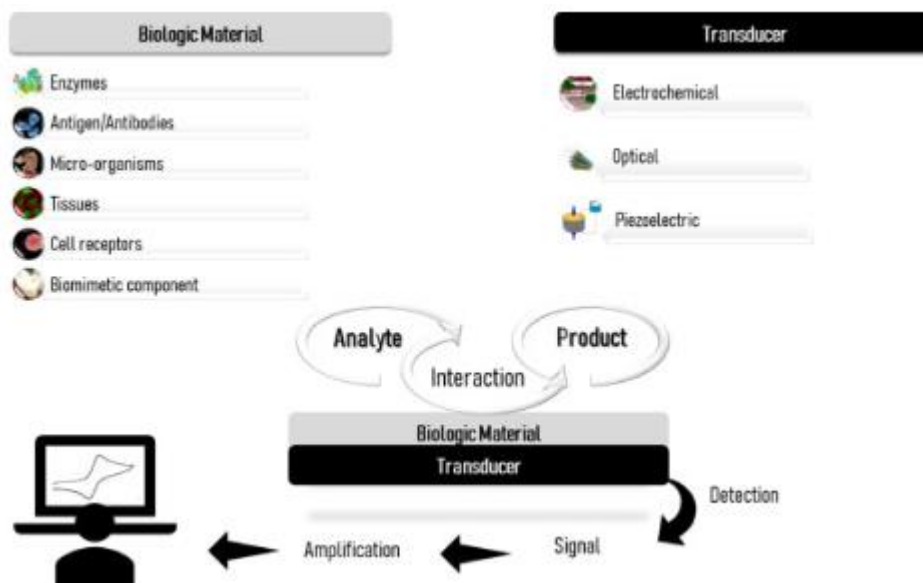 Biologic Material
Enzymes
Antigen/Antibodies
Micro-organisms
Tissues
Cell receptors
Biomimetic component
Transducer
Electrochemical
Optical
Piezoelectric
Analyte
Interaction
Product
Biologic Material
Transducer
Detection
Signal
Amplification